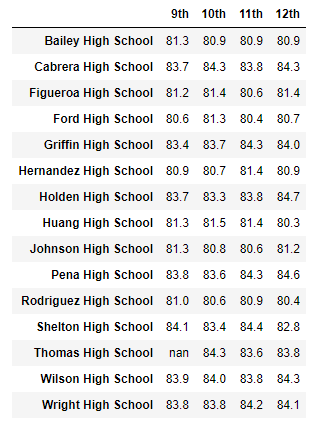 9th 10th 11th 12th
Bailey High School 81.3 80.9 80.9 80.9
Cabrera High School 83.7 84.3 83.8 84.3
Figueroa High School 81.2 81.4 80.6 81.4
Ford High School 80.6 81.3 80.4 80.7
Griffin High School 83.4 83.7 84.3 84.0
Hernandez High School 80.9 80.7 81.4 80.9
Holden High School 83.7 83.3 83.8 84.7
Huang High School 81.3 81.5 81.4 80.3
Johnson High School 81.3 80.8 80.6 81.2
Pena High School 83.8 83.6 84.3 84.6
Rodriguez High School 81.0 80.6 80.9 80.4
Shelton High School 84.1 83.4 84.4 82.8
Thomas High School nan 84.3 83.6 83.8
Wilson High School 83.9 84.0 83.8 84.3
Wright High School 83.8 83.8 84.2 84.1